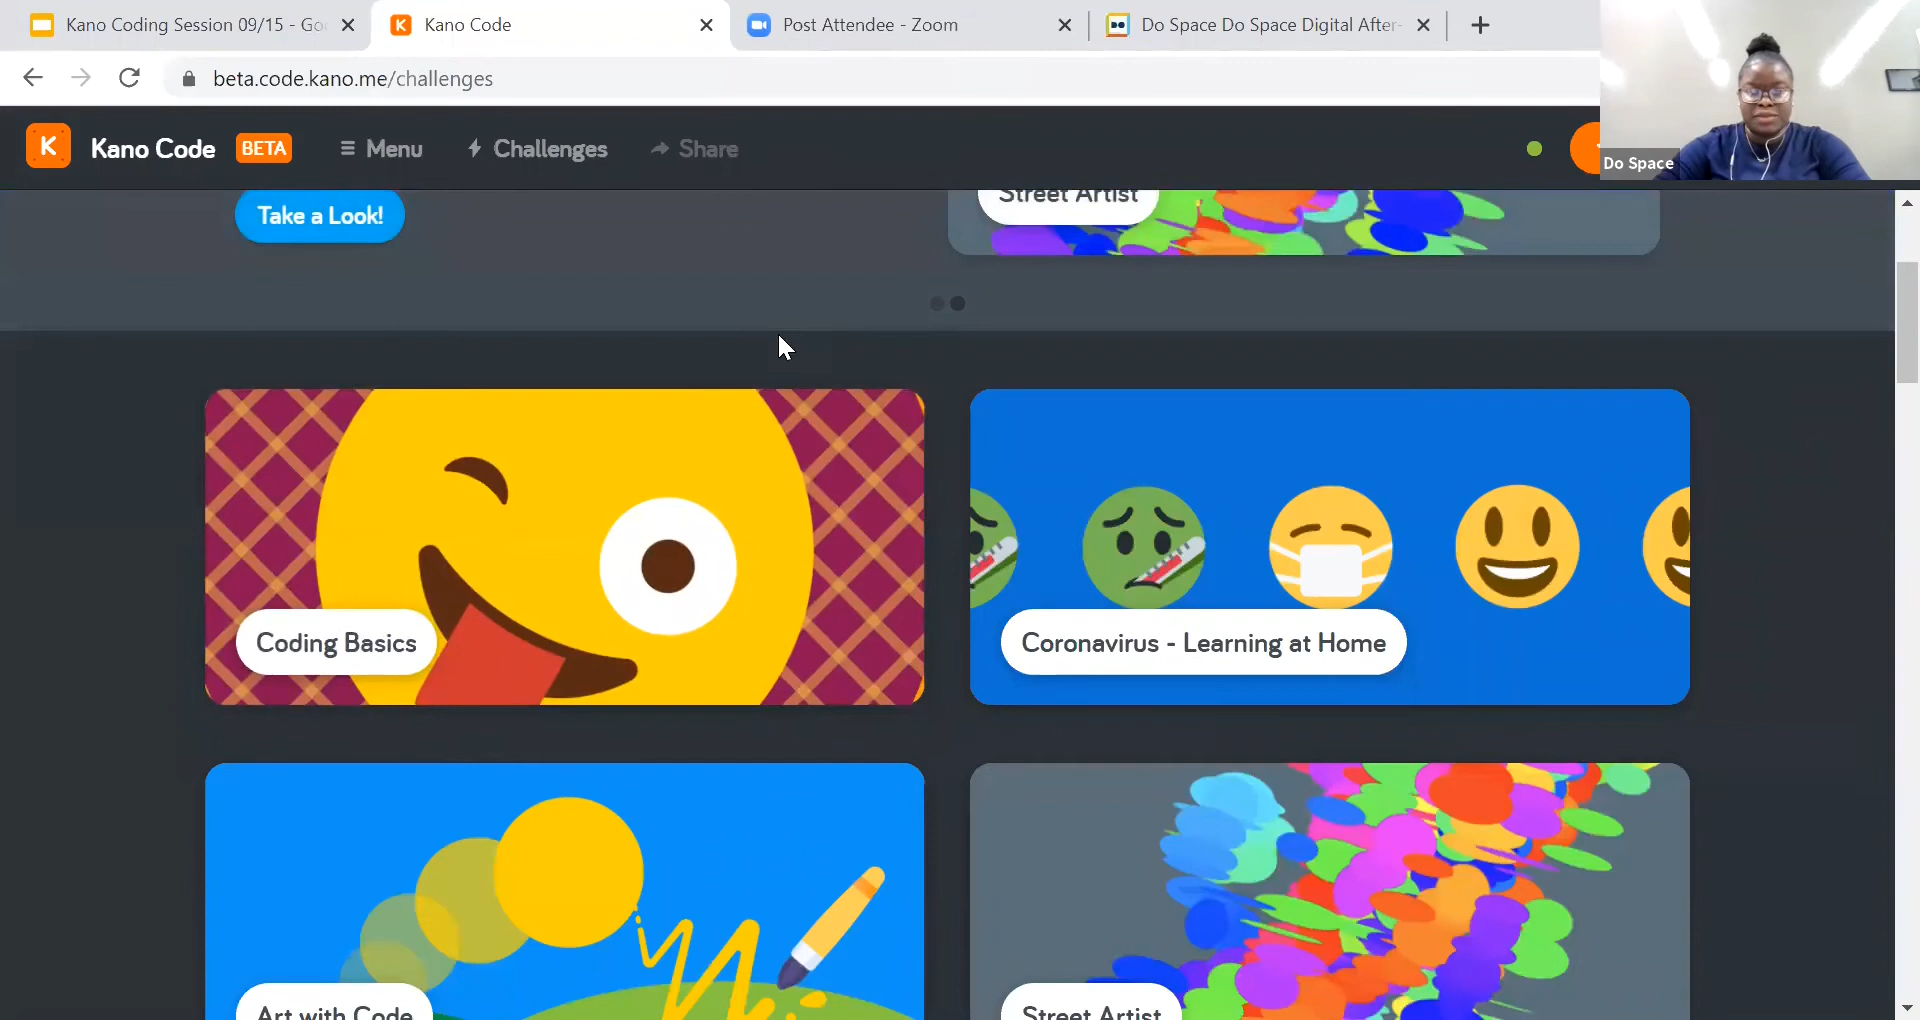 Kano Coding Session 09/15 - Go
Kano Code
Post Attendee - Zoom
Do Space Do Space Digital After-
beta.code.kano.me/challenges
K
Kano Code
BETA
Menu
Challenges
Share
Do Space
Take a Look!
Street Artist
Coding Basics
Coronavirus - Learning at Home
Art with Code
Street Artist